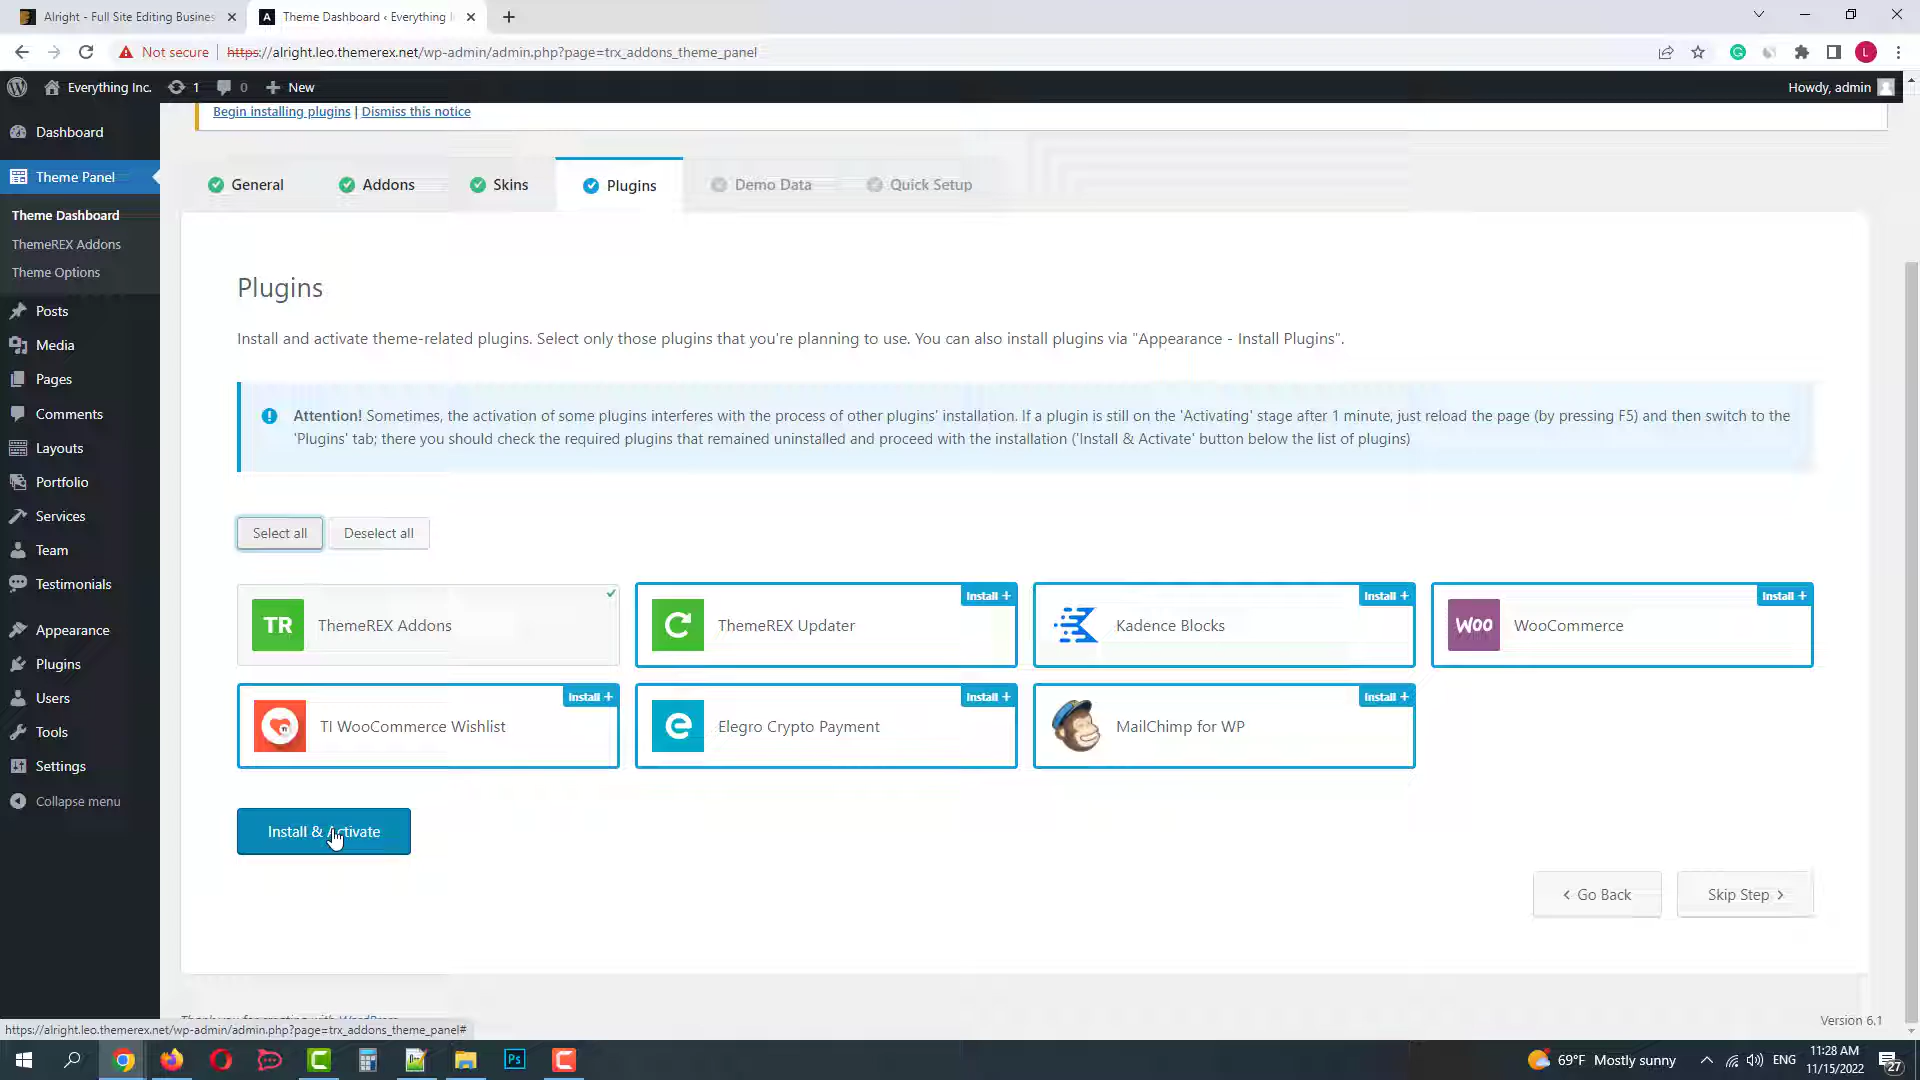 Alright - Full Site Editing Busines
Theme Dashboard ‹ Everything I
Not secure
https://alright.leo.themerex.net/wp-admin/admin.php?page=trx_addons_theme_panel
L
Everything Inc.
1
0
New
Howdy, admin
Begin installing plugins | Dismiss this notice
Dashboard
Theme Panel
Theme Dashboard
ThemeREX Addons
Theme Options
Posts
Media
Pages
Comments
Layouts
Portfolio
Services
Team
Testimonials
Appearance
Plugins
Users
Tools
Settings
Collapse menu
General
Addons
Skins
Plugins
Demo Data
Quick Setup
Plugins
Install and activate theme-related plugins. Select only those plugins that you're planning to use. You can also install plugins via "Appearance - Install Plugins".
Attention! Sometimes, the activation of some plugins interferes with the process of other plugins' installation. If a plugin is still on the 'Activating' stage after 1 minute, just reload the page (by pressing F5) and then switch to the
'Plugins' tab; there you should check the required plugins that remained uninstalled and proceed with the installation ('Install & Activate' button below the list of plugins)
Select all
Deselect all
TR
ThemeREX Addons
Install +
ThemeREX Updater
Install +
Kadence Blocks
Install +
Woo
WooCommerce
Install +
TI WooCommerce Wishlist
Install +
Elegro Crypto Payment
Install +
MailChimp for WP
Install & Activate
Go Back
Skip Step
https://alright.leo.themerex.net/wp-admin/admin.php?page=trx_addons_theme_panel#
Version 6.1
Ps
69°F Mostly sunny
ENG
11:28 AM
11/15/2022
27